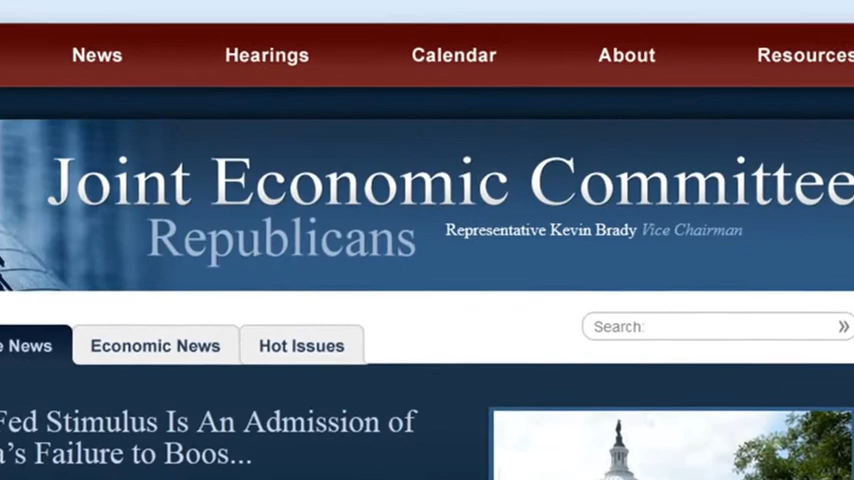 News Hearings Calendar About Resources
Joint Economic Committee
Republicans Representative Kevin Brady Vice Chairman
Search: »
News Economic News Hot Issues
Fed Stimulus Is An Admission of
a's Failure to Boos...